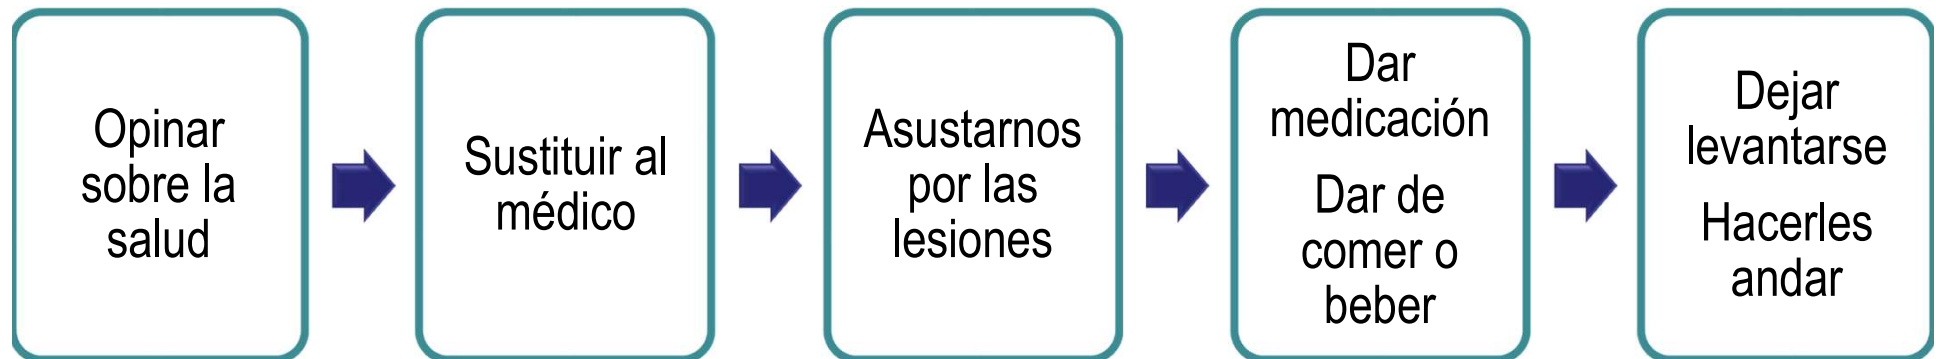 Opinar
sobre la
salud
Sustituir al
médico
Asustarnos
por las
lesiones
Dar
medicación
Dar de
comer o
beber
Dejar
levantarse
Hacerles
andar